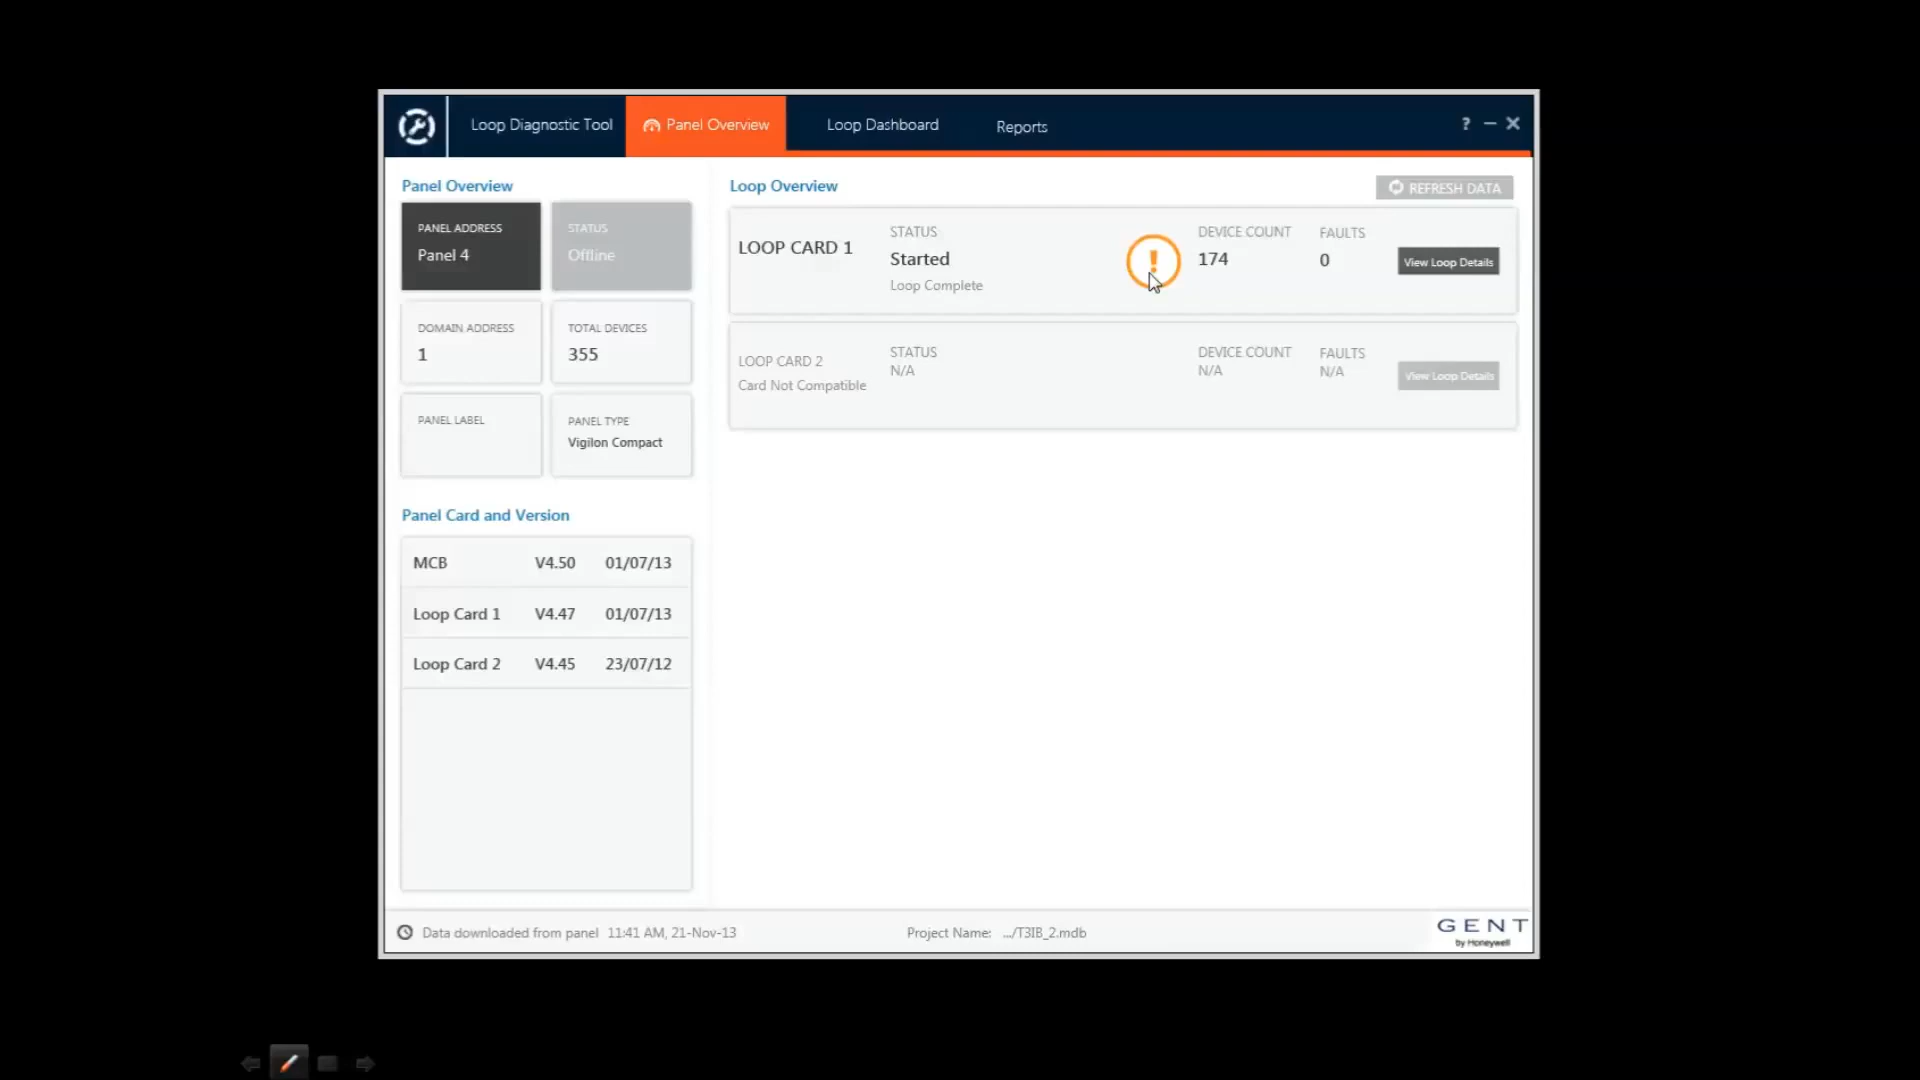 Loop Diagnostic Tool
Panel Overview
Loop Dashboard
Reports
?
Panel Overview
PANEL ADDRESS
Panel 4
STATUS
Offline
DOMAIN ADDRESS
1
TOTAL DEVICES
355
PANEL LABEL
PANEL TYPE
Vigilon Compact
Panel Card and Version
MCB V4.50 01/07/13
Loop Card 1 V4.47 01/07/13
Loop Card 2 V4.45 23/07/12
Loop Overview
REFRESH DATA
LOOP CARD 1
STATUS
Started
Loop Complete
!
DEVICE COUNT
174
FAULTS
0
View Loop Details
LOOP CARD 2
Card Not Compatible
STATUS
N/A
DEVICE COUNT
N/A
FAULTS
N/A
View Loop Details
Data downloaded from panel 11:41 AM, 21-Nov-13
Project Name: .../T3IB_2.mdb
GENT
by Honeywell